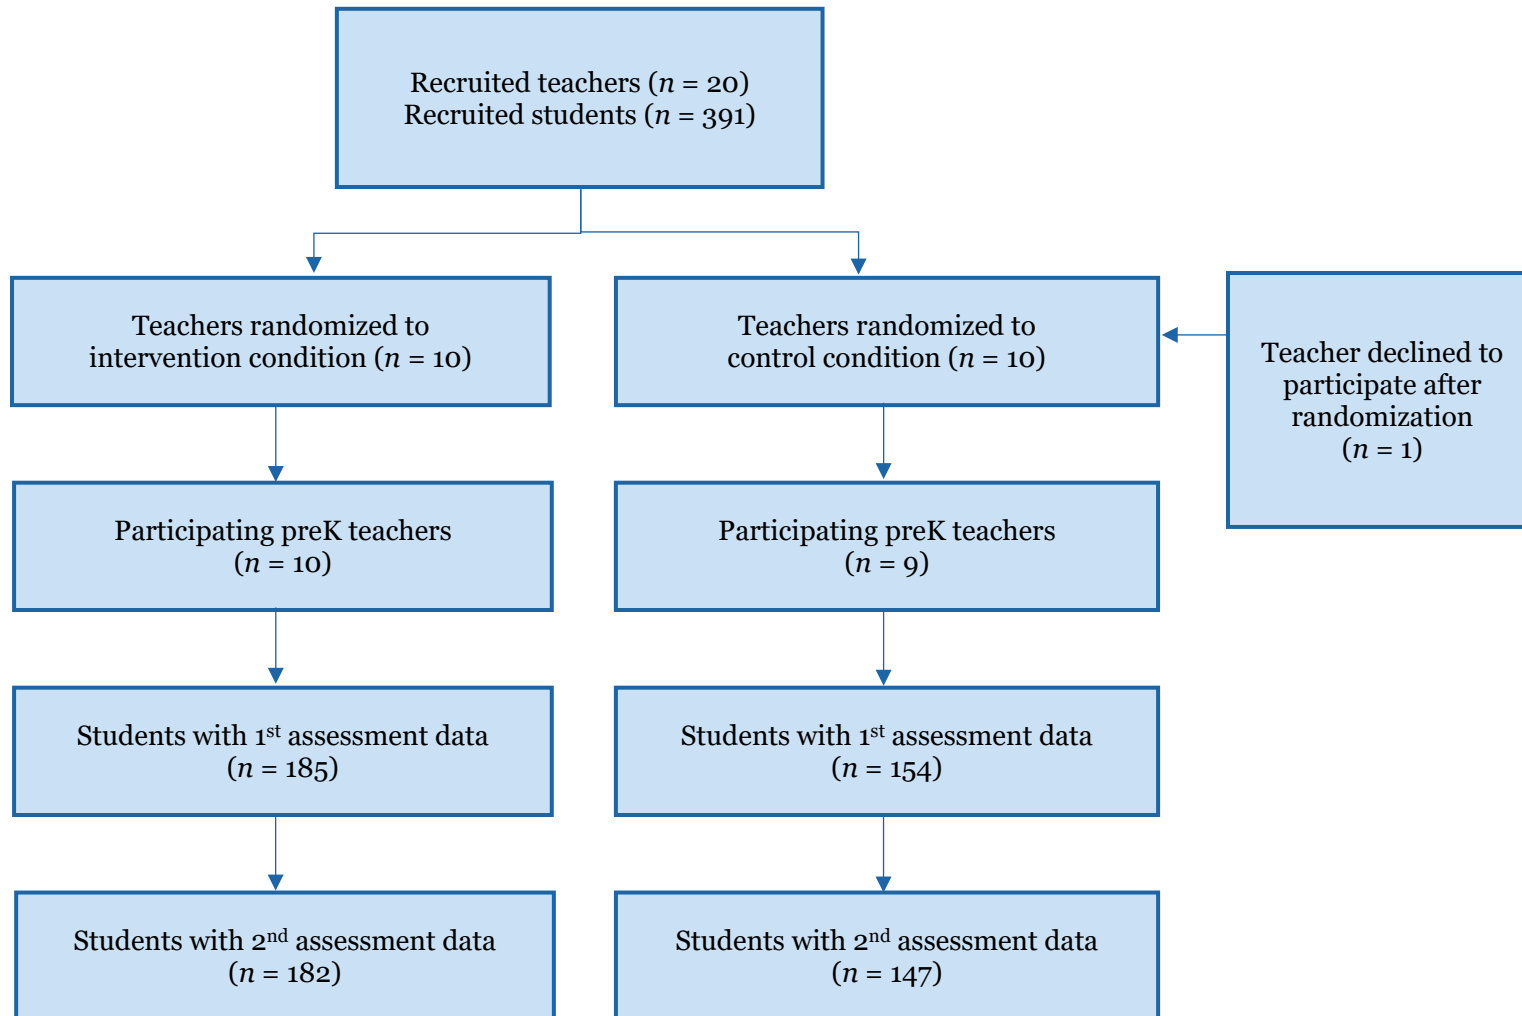 Recruited teachers (n = 20)
Recruited students (n = 391)
Teachers randomized to
intervention condition (n = 10)
Teachers randomized to
control condition (n = 10)
Teacher declined to
participate after
randomization
(n = 1)
Participating preK teachers
(n = 10)
Participating preK teachers
(n = 9)
Students with 1st assessment data
(n = 185)
Students with 1st assessment data
(n = 154)
Students with 2nd assessment data
(n = 182)
Students with 2nd assessment data
(n = 147)